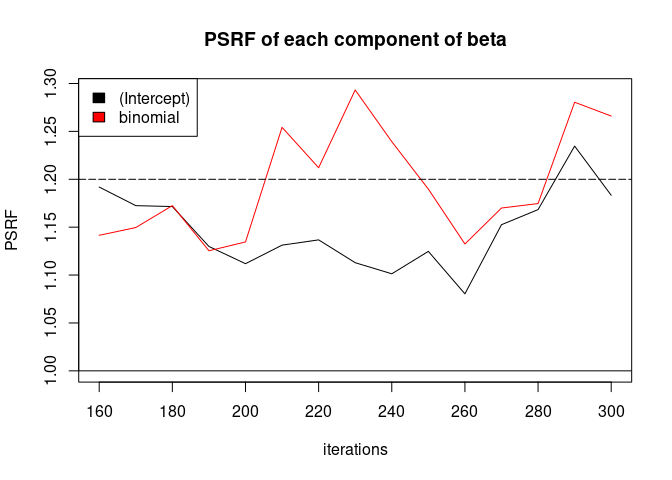 PSRF of each component of beta
(Intercept)
binomial
PSRF
1.30
1.25
1.20
1.15
1.10
1.05
1.00
160 180 200 220 240 260 280 300
iterations